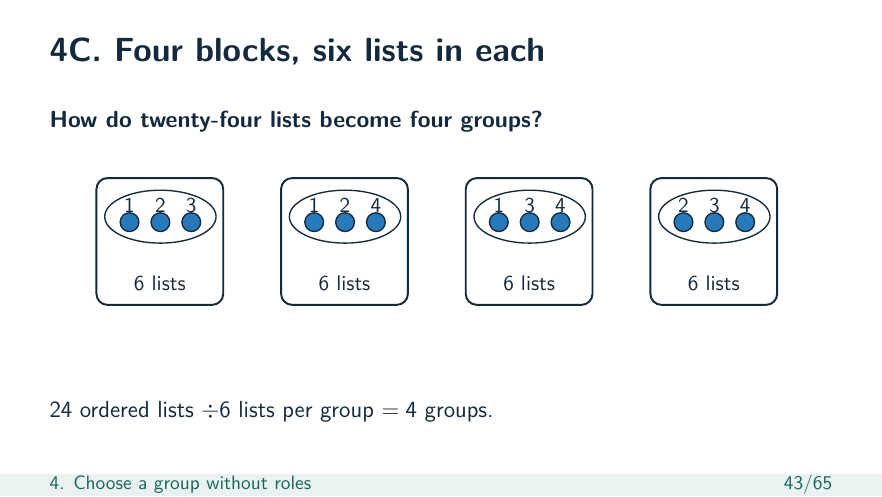 4C. Four blocks, six lists in each
How do twenty-four lists become four groups?
1 2 3
6 lists
1 2 4
6 lists
1 3 4
6 lists
2 3 4
6 lists
24 ordered lists ÷6 lists per group = 4 groups.
4. Choose a group without roles
43/65